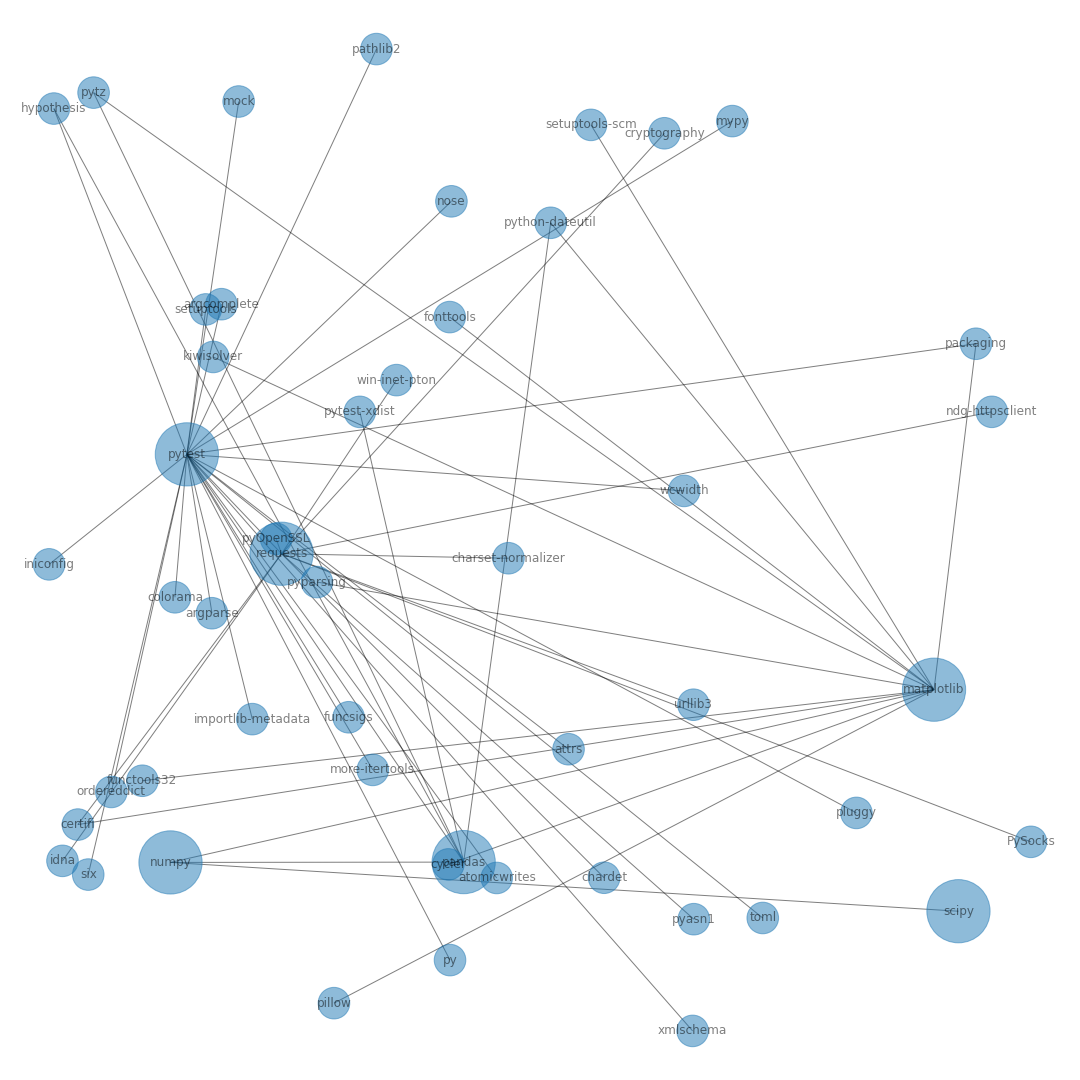 pathlib2
pytz
hypothesis
mock
setuptools-scm
cryptography
mypy
nose
python-dateutil
argcomplete
setuptools
fonttools
kiwisolver
packaging
win-inet-pton
pytest-xdist
ndg-httpsclient
pytest
wcwidth
pyOpenSSL
requests
charset-normalizer
iniconfig
pyparsing
colorama
argparse
matplotlib
urllib3
importlib-metadata
funcsigs
attrs
more-itertools
functools32
ordereddict
certifi
pluggy
PySocks
idna
numpy
pandas
cycler
six
atomicwrites
chardet
scipy
pyasn1
toml
py
pillow
xmlschema